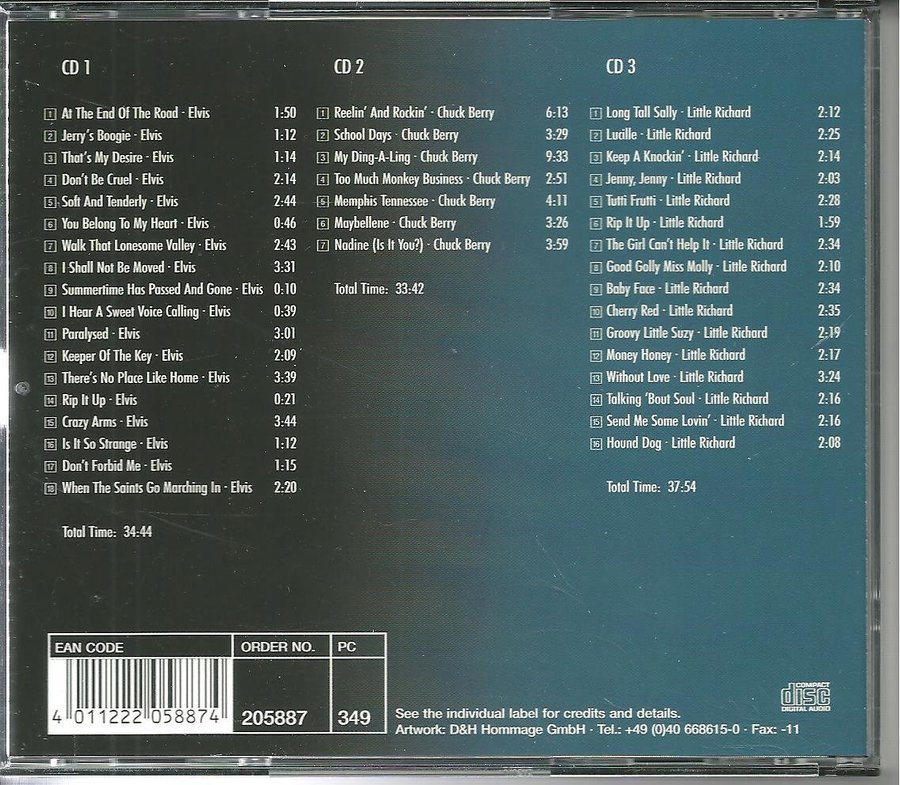 CD 1
1 At The End Of The Road - Elvis 1:50
2 Jerry's Boogie - Elvis 1:12
3 That's My Desire - Elvis 1:14
4 Don't Be Cruel - Elvis 2:14
5 Soft And Tenderly - Elvis 2:44
6 You Belong To My Heart - Elvis 0:46
7 Walk That Lonesome Valley - Elvis 2:43
8 I Shall Not Be Moved - Elvis 3:31
9 Summertime Has Passed And Gone - Elvis 0:10
10 I Hear A Sweet Voice Calling - Elvis 0:39
11 Paralysed - Elvis 3:01
12 Keeper Of The Key - Elvis 2:09
13 There's No Place Like Home - Elvis 3:39
14 Rip It Up - Elvis 0:21
15 Crazy Arms - Elvis 3:44
16 Is It So Strange - Elvis 1:12
17 Don't Forbid Me - Elvis 1:15
18 When The Saints Go Marching In - Elvis 2:20
Total Time: 34:44
CD 2
1 Reelin' And Rockin' - Chuck Berry 6:13
2 School Days - Chuck Berry 3:29
3 My Ding-A-Ling - Chuck Berry 9:33
4 Too Much Monkey Business - Chuck Berry 2:51
5 Memphis Tennessee - Chuck Berry 4:11
6 Maybellene - Chuck Berry 3:26
7 Nadine (Is It You?) - Chuck Berry 3:59
Total Time: 33:42
CD 3
1 Long Tall Sally - Little Richard 2:12
2 Lucille - Little Richard 2:25
3 Keep A Knockin' - Little Richard 2:14
4 Jenny, Jenny - Little Richard 2:03
5 Tutti Frutti - Little Richard 2:28
6 Rip It Up - Little Richard 1:59
7 The Girl Can't Help It - Little Richard 2:34
8 Good Golly Miss Molly - Little Richard 2:10
9 Baby Face - Little Richard 2:34
10 Cherry Red - Little Richard 2:35
11 Groovy Little Suzy - Little Richard 2:19
12 Money Honey - Little Richard 2:17
13 Without Love - Little Richard 3:24
14 Talking 'Bout Soul - Little Richard 2:16
15 Send Me Some Lovin' - Little Richard 2:16
16 Hound Dog - Little Richard 2:08
Total Time: 37:54
EAN CODE ORDER NO. PC
4 011222 058874 205887 349
See the individual label for credits and details.
Artwork: D&H Hommage GmbH · Tel.: +49 (0)40 668615-0 · Fax: -11
COMPACT
disc
DIGITAL AUDIO